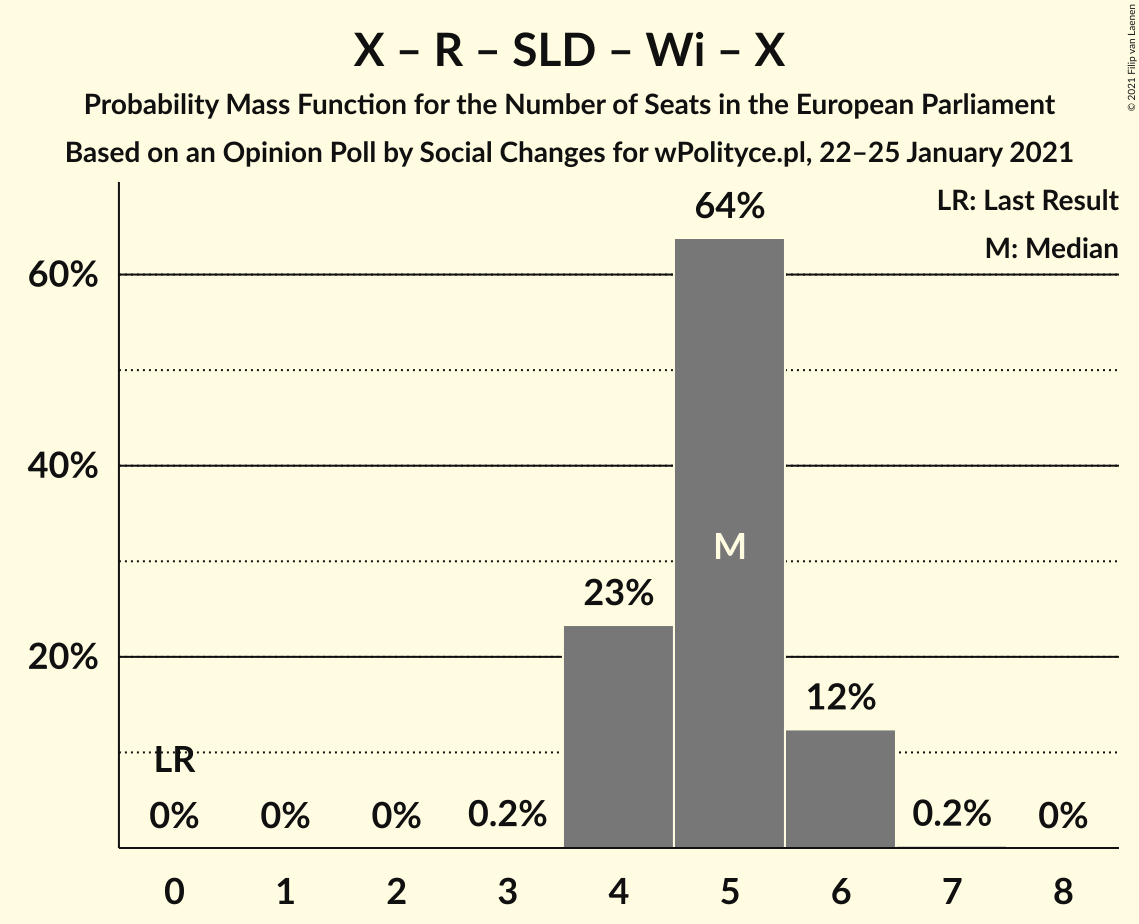 X – R – SLD – Wi – X
Probability Mass Function for the Number of Seats in the European Parliament
Based on an Opinion Poll by Social Changes for wPolityce.pl, 22–25 January 2021
© 2021 Filip van Laenen
LR: Last Result
M: Median
60%
40%
20%
LR
M
0%
0%
0%
0.2%
23%
64%
12%
0.2%
0%
0
1
2
3
4
5
6
7
8